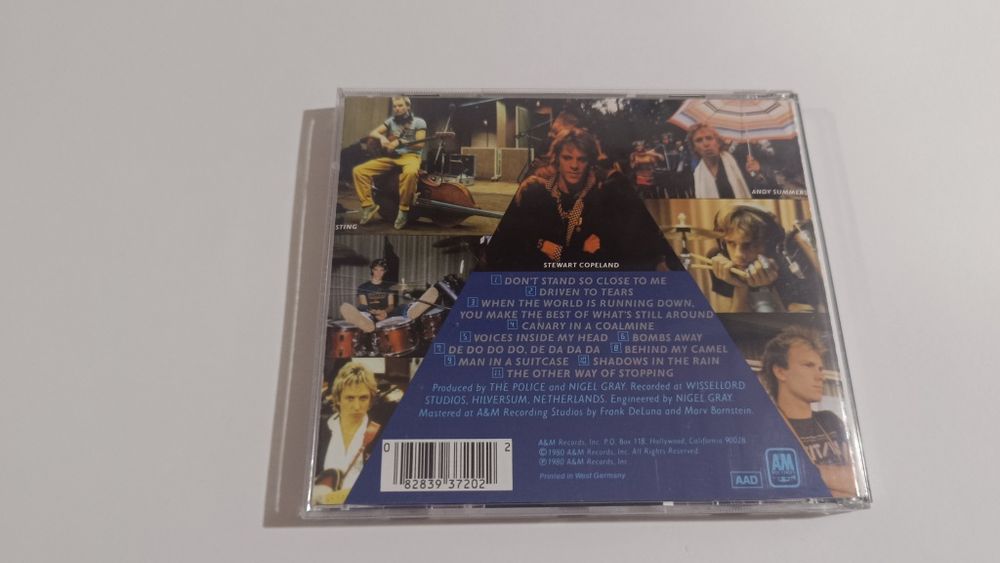 STING
ANDY SUMMERS
STEWART COPELAND
1 DON'T STAND SO CLOSE TO ME
2 DRIVEN TO TEARS
3 WHEN THE WORLD IS RUNNING DOWN,
YOU MAKE THE BEST OF WHAT'S STILL AROUND
4 CANARY IN A COALMINE
5 VOICES INSIDE MY HEAD 6 BOMBS AWAY
7 DE DO DO DO, DE DA DA DA 8 BEHIND MY CAMEL
9 MAN IN A SUITCASE 10 SHADOWS IN THE RAIN
11 THE OTHER WAY OF STOPPING
Produced by THE POLICE and NIGEL GRAY. Recorded at WISSELLORD
STUDIOS, HILVERSUM, NETHERLANDS. Engineered by NIGEL GRAY.
Mastered at A&M Recording Studios by Frank DeLuna and Marv Bornstein.
A&M Records, Inc. P.O. Box 118, Hollywood, California 90028
©1980 A&M Records, Inc. All Rights Reserved.
℗1980 A&M Records, Inc.
Printed in West Germany
AAD
A&M
0 82839 37202 2